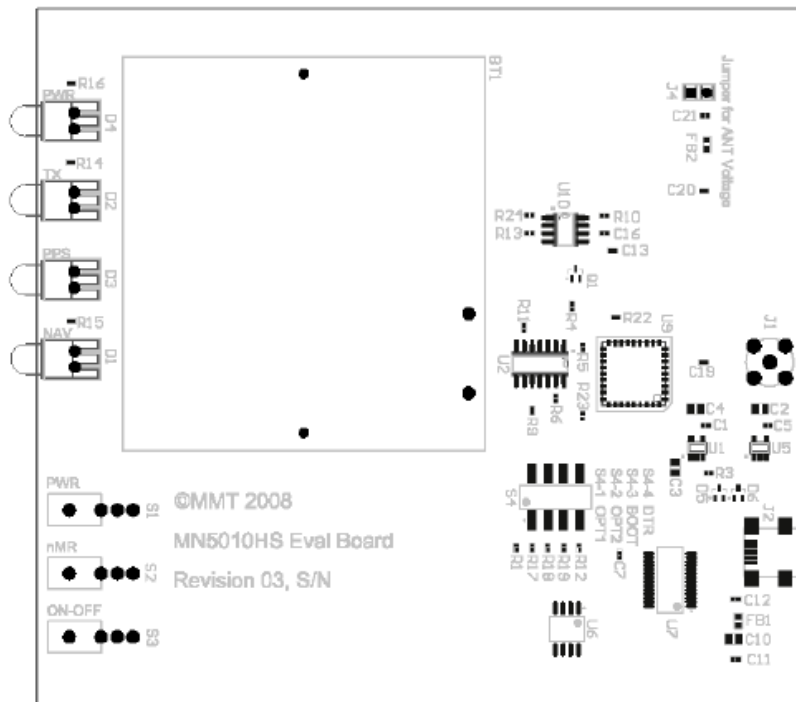 R16
PWR
D4
R14
TX
D2
PPS
D3
R15
NAV
D1
BT1
J4
Jumper for ANT Voltage
C21
FB2
C20
R24
R13
R10
C16
C13
Q1
R11
R4
R22
U9
J1
U2
R5
C19
R6
R23
C4
C2
C1
C5
U1
U5
C3
R3
D5
D6
PWR
S1
nMR
S2
ON-OFF
S3
©MMT 2008
MN5010HS Eval Board
Revision 03, S/N
S4
S4-1 OPT1
S4-2 OPT2
S4-3 BOOT
S4-4 DTR
R1
R17
R18
R19
R12
C7
J2
U6
U7
C12
FB1
C10
C11